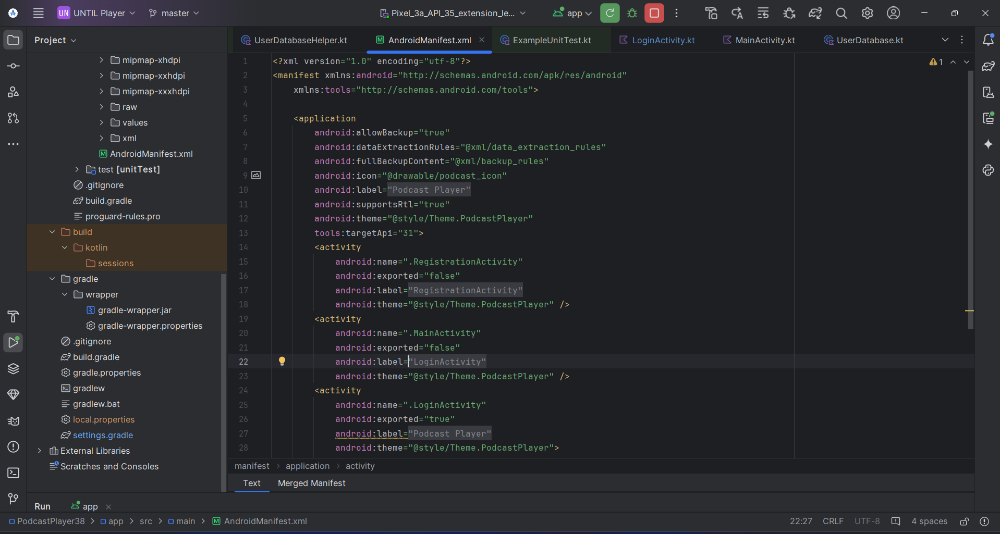 UN UNTIL Player master Pixel_3a_API_35_extension_le... app
Project
UserDatabaseHelper.kt AndroidManifest.xml ExampleUnitTest.kt LoginActivity.kt MainActivity.kt UserDatabase.kt
mipmap-xhdpi
mipmap-xxhdpi
mipmap-xxxhdpi
raw
values
xml
AndroidManifest.xml
test [unitTest]
.gitignore
build.gradle
proguard-rules.pro
build
kotlin
sessions
gradle
wrapper
gradle-wrapper.jar
gradle-wrapper.properties
.gitignore
build.gradle
gradle.properties
gradlew
gradlew.bat
local.properties
settings.gradle
External Libraries
Scratches and Consoles
1 <?xml version="1.0" encoding="utf-8"?>
2 <manifest xmlns:android="http://schemas.android.com/apk/res/android"
3 xmlns:tools="http://schemas.android.com/tools">
4
5 <application
6 android:allowBackup="true"
7 android:dataExtractionRules="@xml/data_extraction_rules"
8 android:fullBackupContent="@xml/backup_rules"
9 android:icon="@drawable/podcast_icon"
10 android:label="Podcast Player"
11 android:supportsRtl="true"
12 android:theme="@style/Theme.PodcastPlayer"
13 tools:targetApi="31">
14 <activity
15 android:name=".RegistrationActivity"
16 android:exported="false"
17 android:label="RegistrationActivity"
18 android:theme="@style/Theme.PodcastPlayer" />
19 <activity
20 android:name=".MainActivity"
21 android:exported="false"
22 android:label="LoginActivity"
23 android:theme="@style/Theme.PodcastPlayer" />
24 <activity
25 android:name=".LoginActivity"
26 android:exported="true"
27 android:label="Podcast Player"
28 android:theme="@style/Theme.PodcastPlayer">
1
manifest > application > activity
Text Merged Manifest
Run app
PodcastPlayer38 > app > src > main > AndroidManifest.xml
22:27 CRLF UTF-8 4 spaces